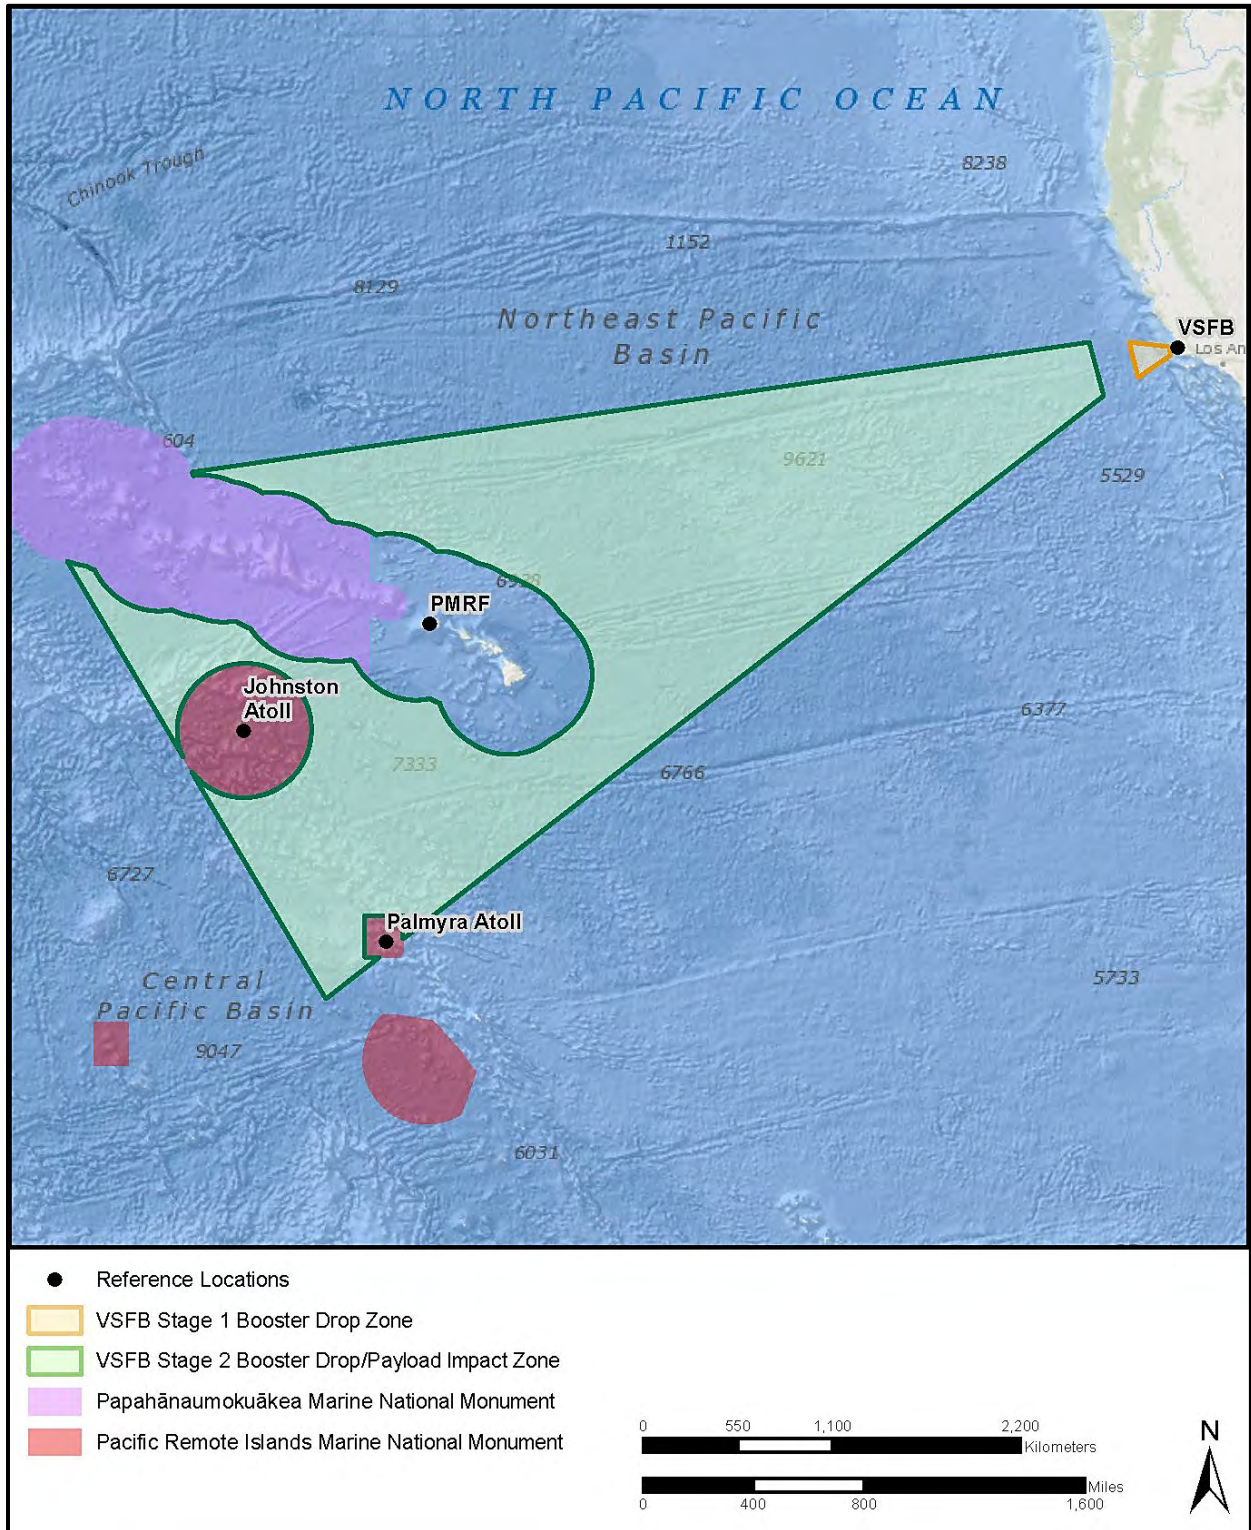 NORTH PACIFIC OCEAN
Chinook Trough
8238
1152
8129
Northeast Pacific
Basin
VSFB
Los An
604
9621
5529
6928
PMRF
Johnston
Atoll
7333
6377
6766
6727
Palmyra Atoll
Central
Pacific Basin
5733
9047
6031
Reference Locations
VSFB Stage 1 Booster Drop Zone
VSFB Stage 2 Booster Drop/Payload Impact Zone
Papahānaumokuākea Marine National Monument
Pacific Remote Islands Marine National Monument
0 550 1,100 2,200
Kilometers
Miles
0 400 800 1,600
N